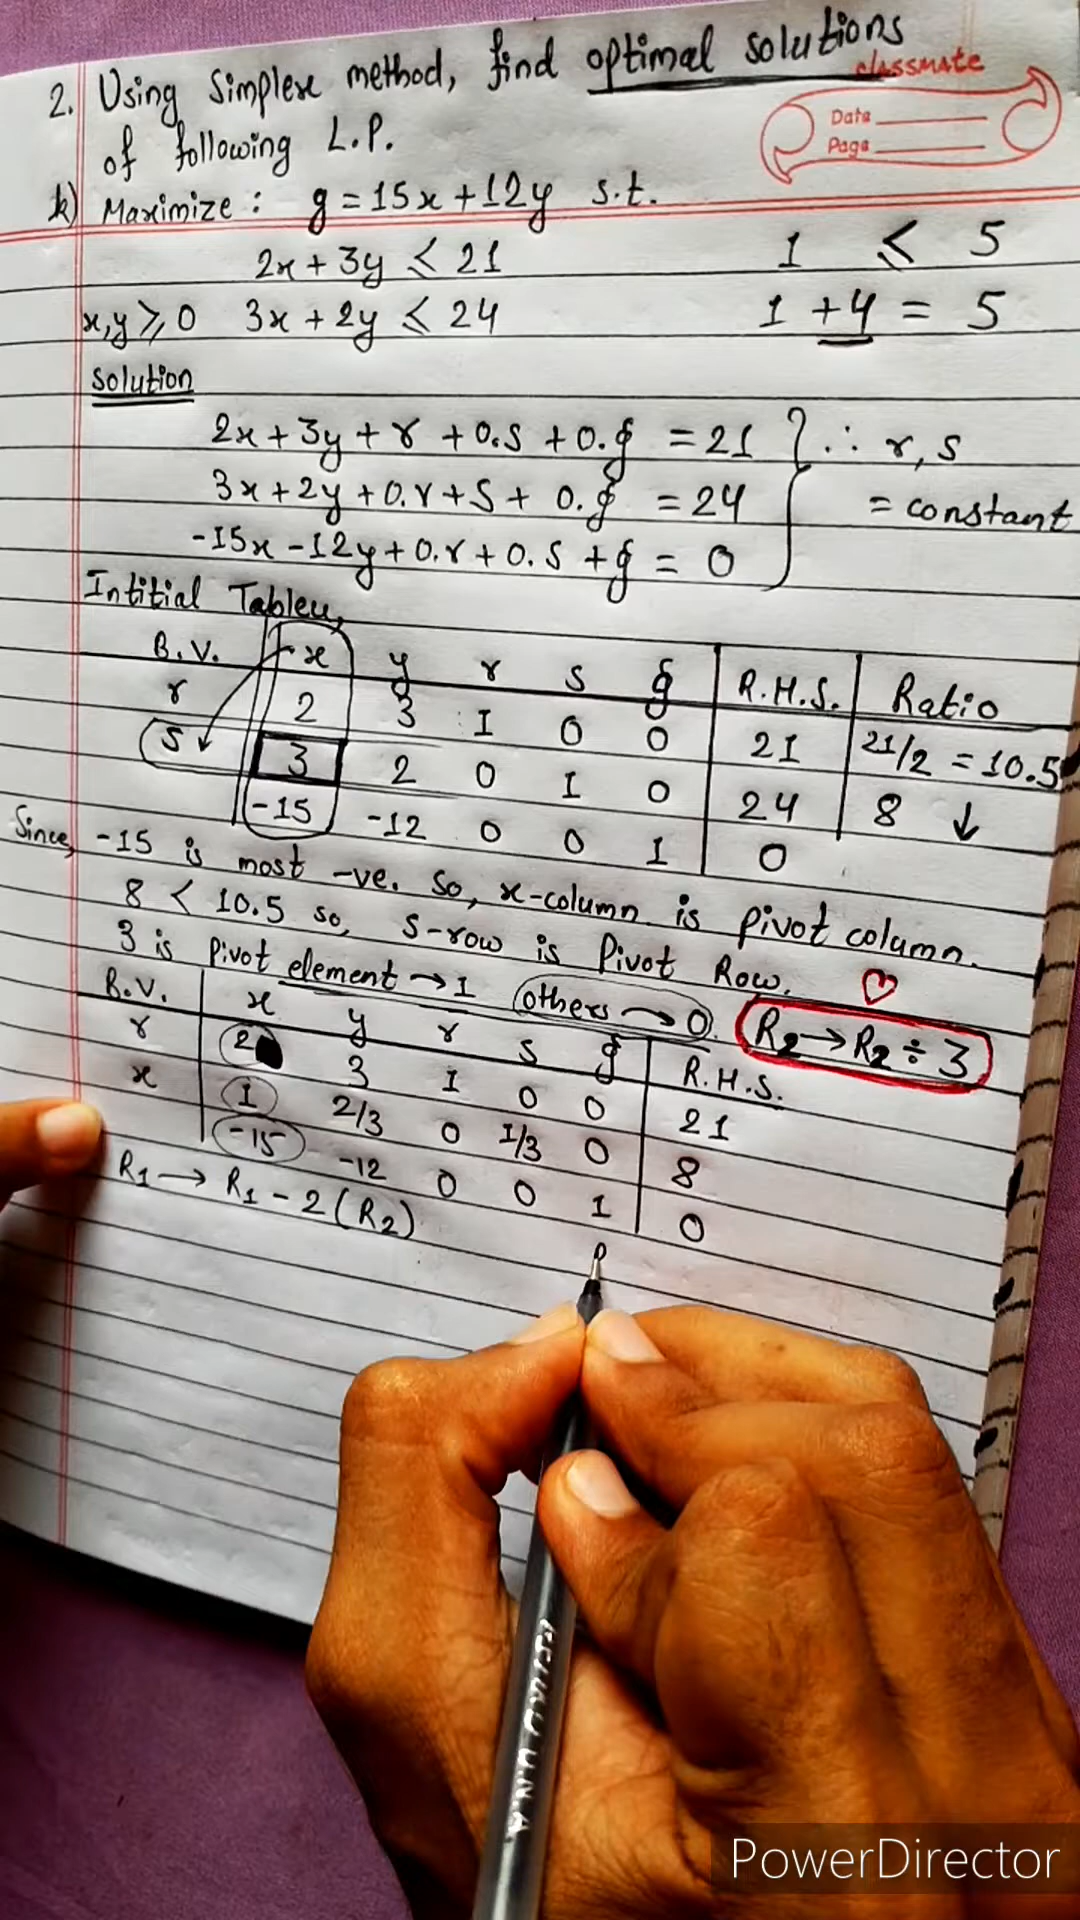 2. Using Simplex method, find optimal solutions
classmate
of following L.P.
Date
Page
k) Maximize : g = 15x + 12y s.t.
2x + 3y ≤ 21 1 ≤ 5
x,y ≥ 0 3x + 2y ≤ 24 1 + 4 = 5
Solution
2x + 3y + r + 0.s + 0.g = 21 } ∴ r, s
3x + 2y + 0.r + s + 0.g = 24 = constant
-15x - 12y + 0.r + 0.s + g = 0
Intitial Tableu,
B.V. x y r s g R.H.S. Ratio
r 2 3 1 0 0 21 21/2 = 10.5
s 3 2 0 1 0 24 8 ↓
-15 -12 0 0 1 0
Since, -15 is most -ve. so, x-column is pivot column.
8 < 10.5 so, s-row is Pivot Row.
3 is Pivot element → 1 others → 0. R₂ → R₂ ÷ 3
B.V. x y r s g R.H.S.
r 2 3 1 0 0 21
x 1 2/3 0 1/3 0 8
-15 -12 0 0 1 0
R₁ → R₁ - 2(R₂)
PowerDirector